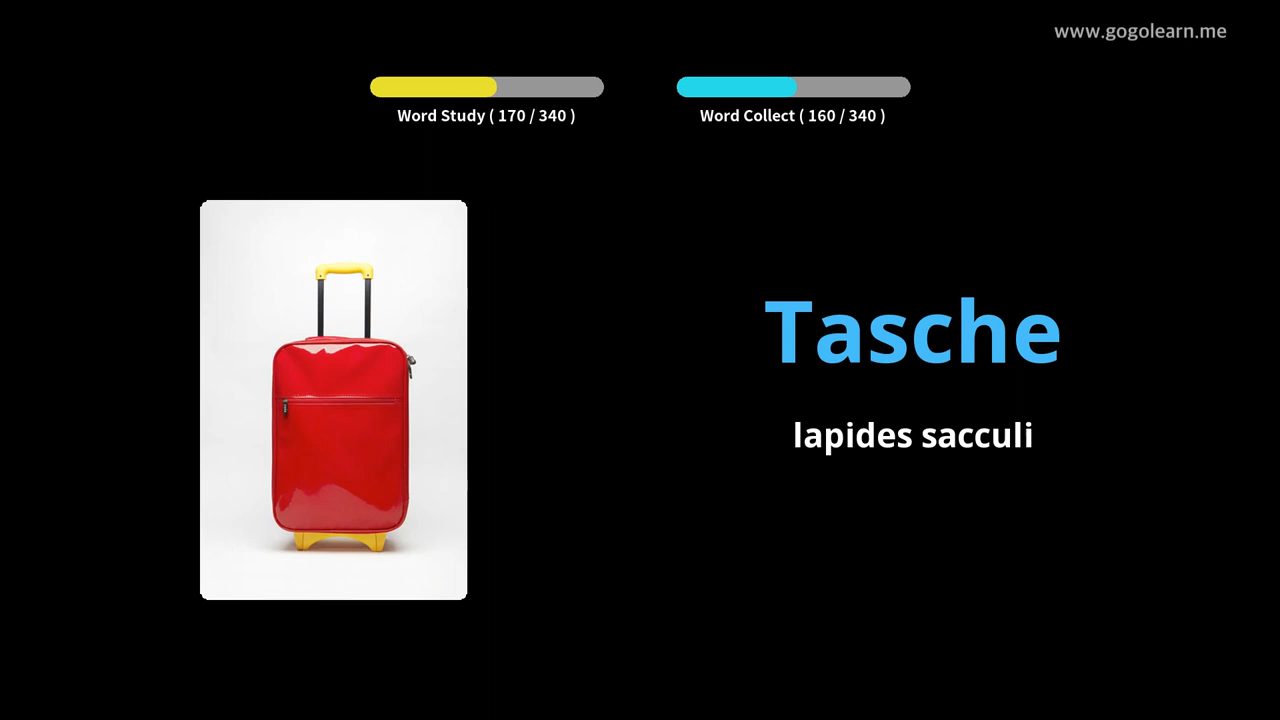 www.gogolearn.me
Word Study ( 170 / 340 )
Word Collect ( 160 / 340 )
Tasche
lapides sacculi